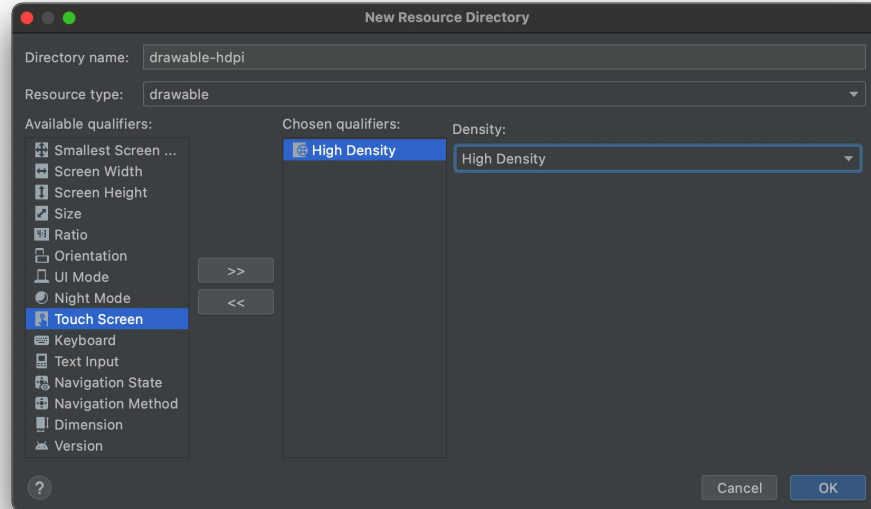 New Resource Directory
Directory name: drawable-hdpi
Resource type: drawable
Available qualifiers:
Smallest Screen ...
Screen Width
Screen Height
Size
Ratio
Orientation
UI Mode
Night Mode
Touch Screen
Keyboard
Text Input
Navigation State
Navigation Method
Dimension
Version
>>
<<
Chosen qualifiers:
High Density
Density:
High Density
?
Cancel
OK